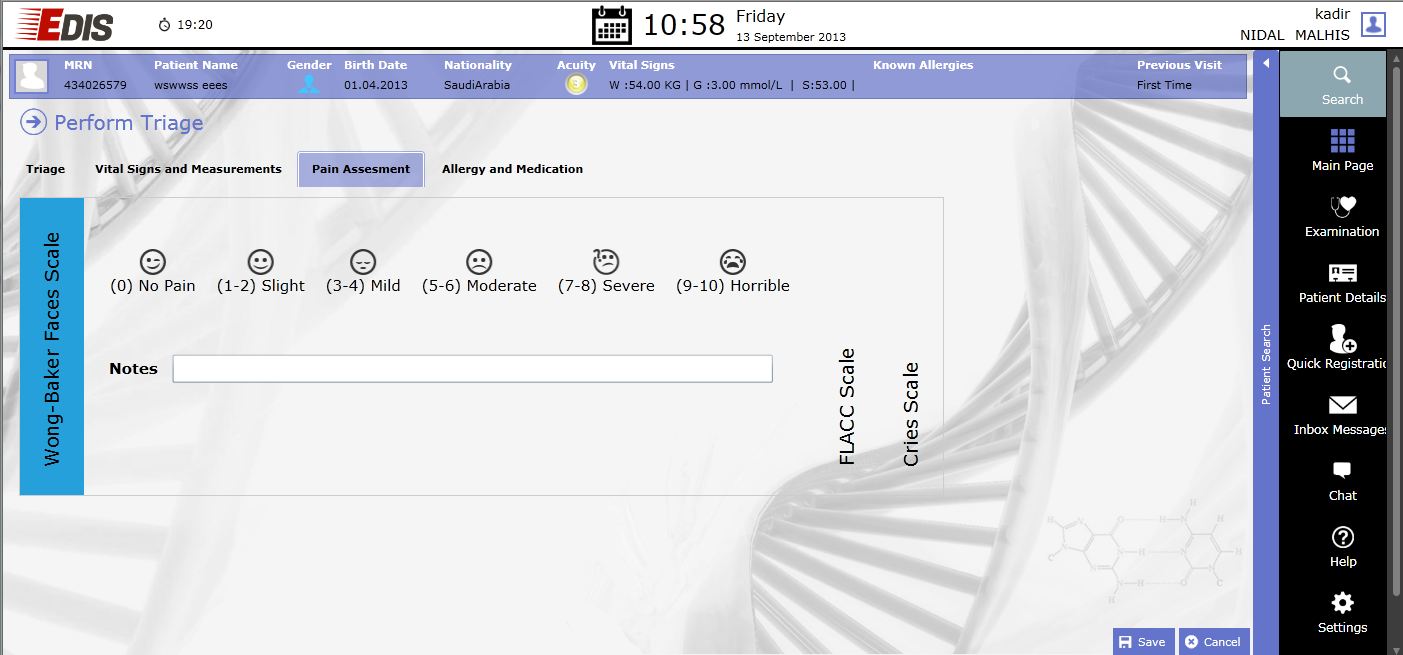 EDIS
19:20
10:58
Friday
13 September 2013
kadir
NIDAL MALHIS
MRN
434026579
Patient Name
wswwss eees
Gender
Birth Date
01.04.2013
Nationality
SaudiArabia
Acuity
3
Vital Signs
W :54.00 KG | G :3.00 mmol/L | S:53.00 |
Known Allergies
Previous Visit
First Time
Perform Triage
Triage
Vital Signs and Measurements
Pain Assesment
Allergy and Medication
Wong-Baker Faces Scale
(0) No Pain
(1-2) Slight
(3-4) Mild
(5-6) Moderate
(7-8) Severe
(9-10) Horrible
Notes
FLACC Scale
Cries Scale
Patient Search
Search
Main Page
Examination
Patient Details
Quick Registratio
Inbox Messages
Chat
Help
Settings
Save
Cancel